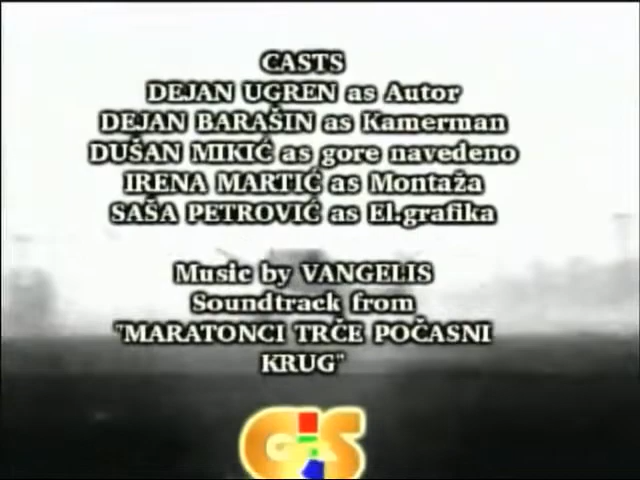 CASTS
DEJAN UGREN as Autor
DEJAN BARAŠIN as Kamerman
DUŠAN MIKIĆ as gore navedeno
IRENA MARTIĆ as Montaža
SAŠA PETROVIĆ as El.grafika
Music by VANGELIS
Soundtrack from
"MARATONCI TRČE POČASNI
KRUG"